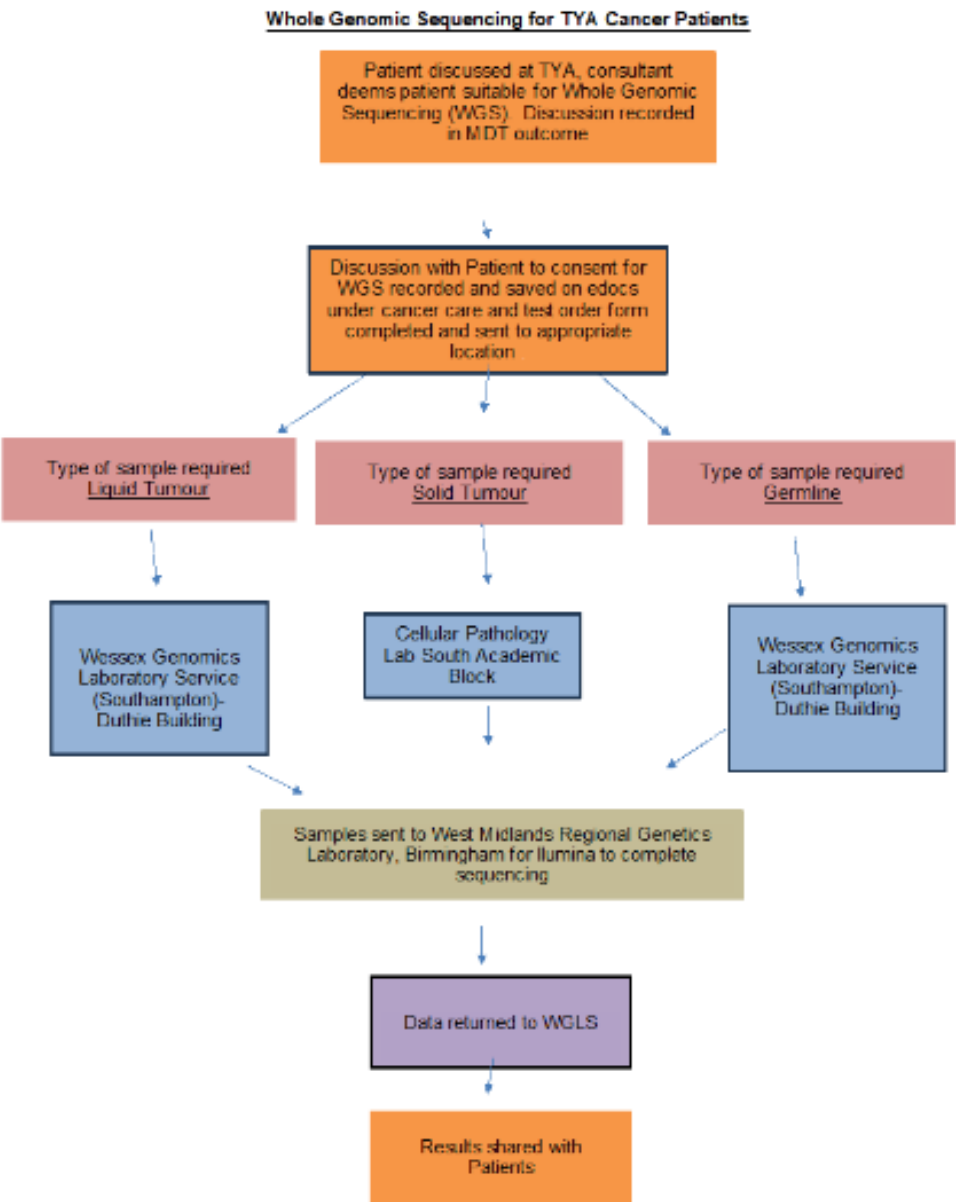 Whole Genomic Sequencing for TYA Cancer Patients
Patient discussed at TYA, consultant
deems patient suitable for Whole Genomic
Sequencing (WGS). Discussion recorded
in MDT outcome
Discussion with Patient to consent for
WGS recorded and saved on edocs
under cancer care and test order form
completed and sent to appropriate
location
Type of sample required
Liquid Tumour
Type of sample required
Solid Tumour
Type of sample required
Germline
Wessex Genomics
Laboratory Service
(Southampton)-
Duthie Building
Cellular Pathology
Lab South Academic
Block
Wessex Genomics
Laboratory Service
(Southampton)-
Duthie Building
Samples sent to West Midlands Regional Genetics
Laboratory, Birmingham for Ilumina to complete
sequencing
Data returned to WGLS
Results shared with
Patients